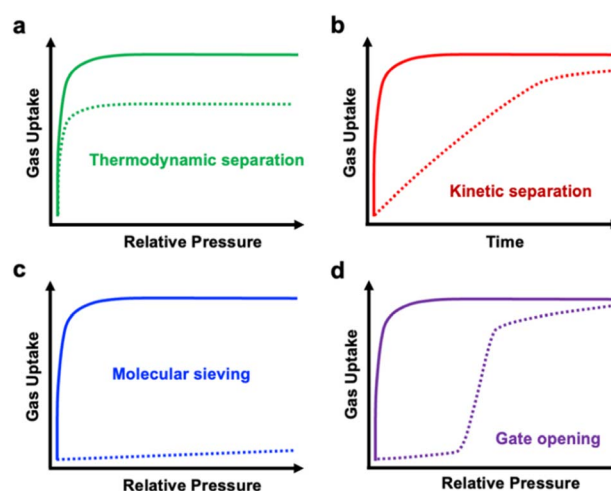 a
Gas Uptake
Thermodynamic separation
Relative Pressure
b
Gas Uptake
Kinetic separation
Time
c
Gas Uptake
Molecular sieving
Relative Pressure
d
Gas Uptake
Gate opening
Relative Pressure